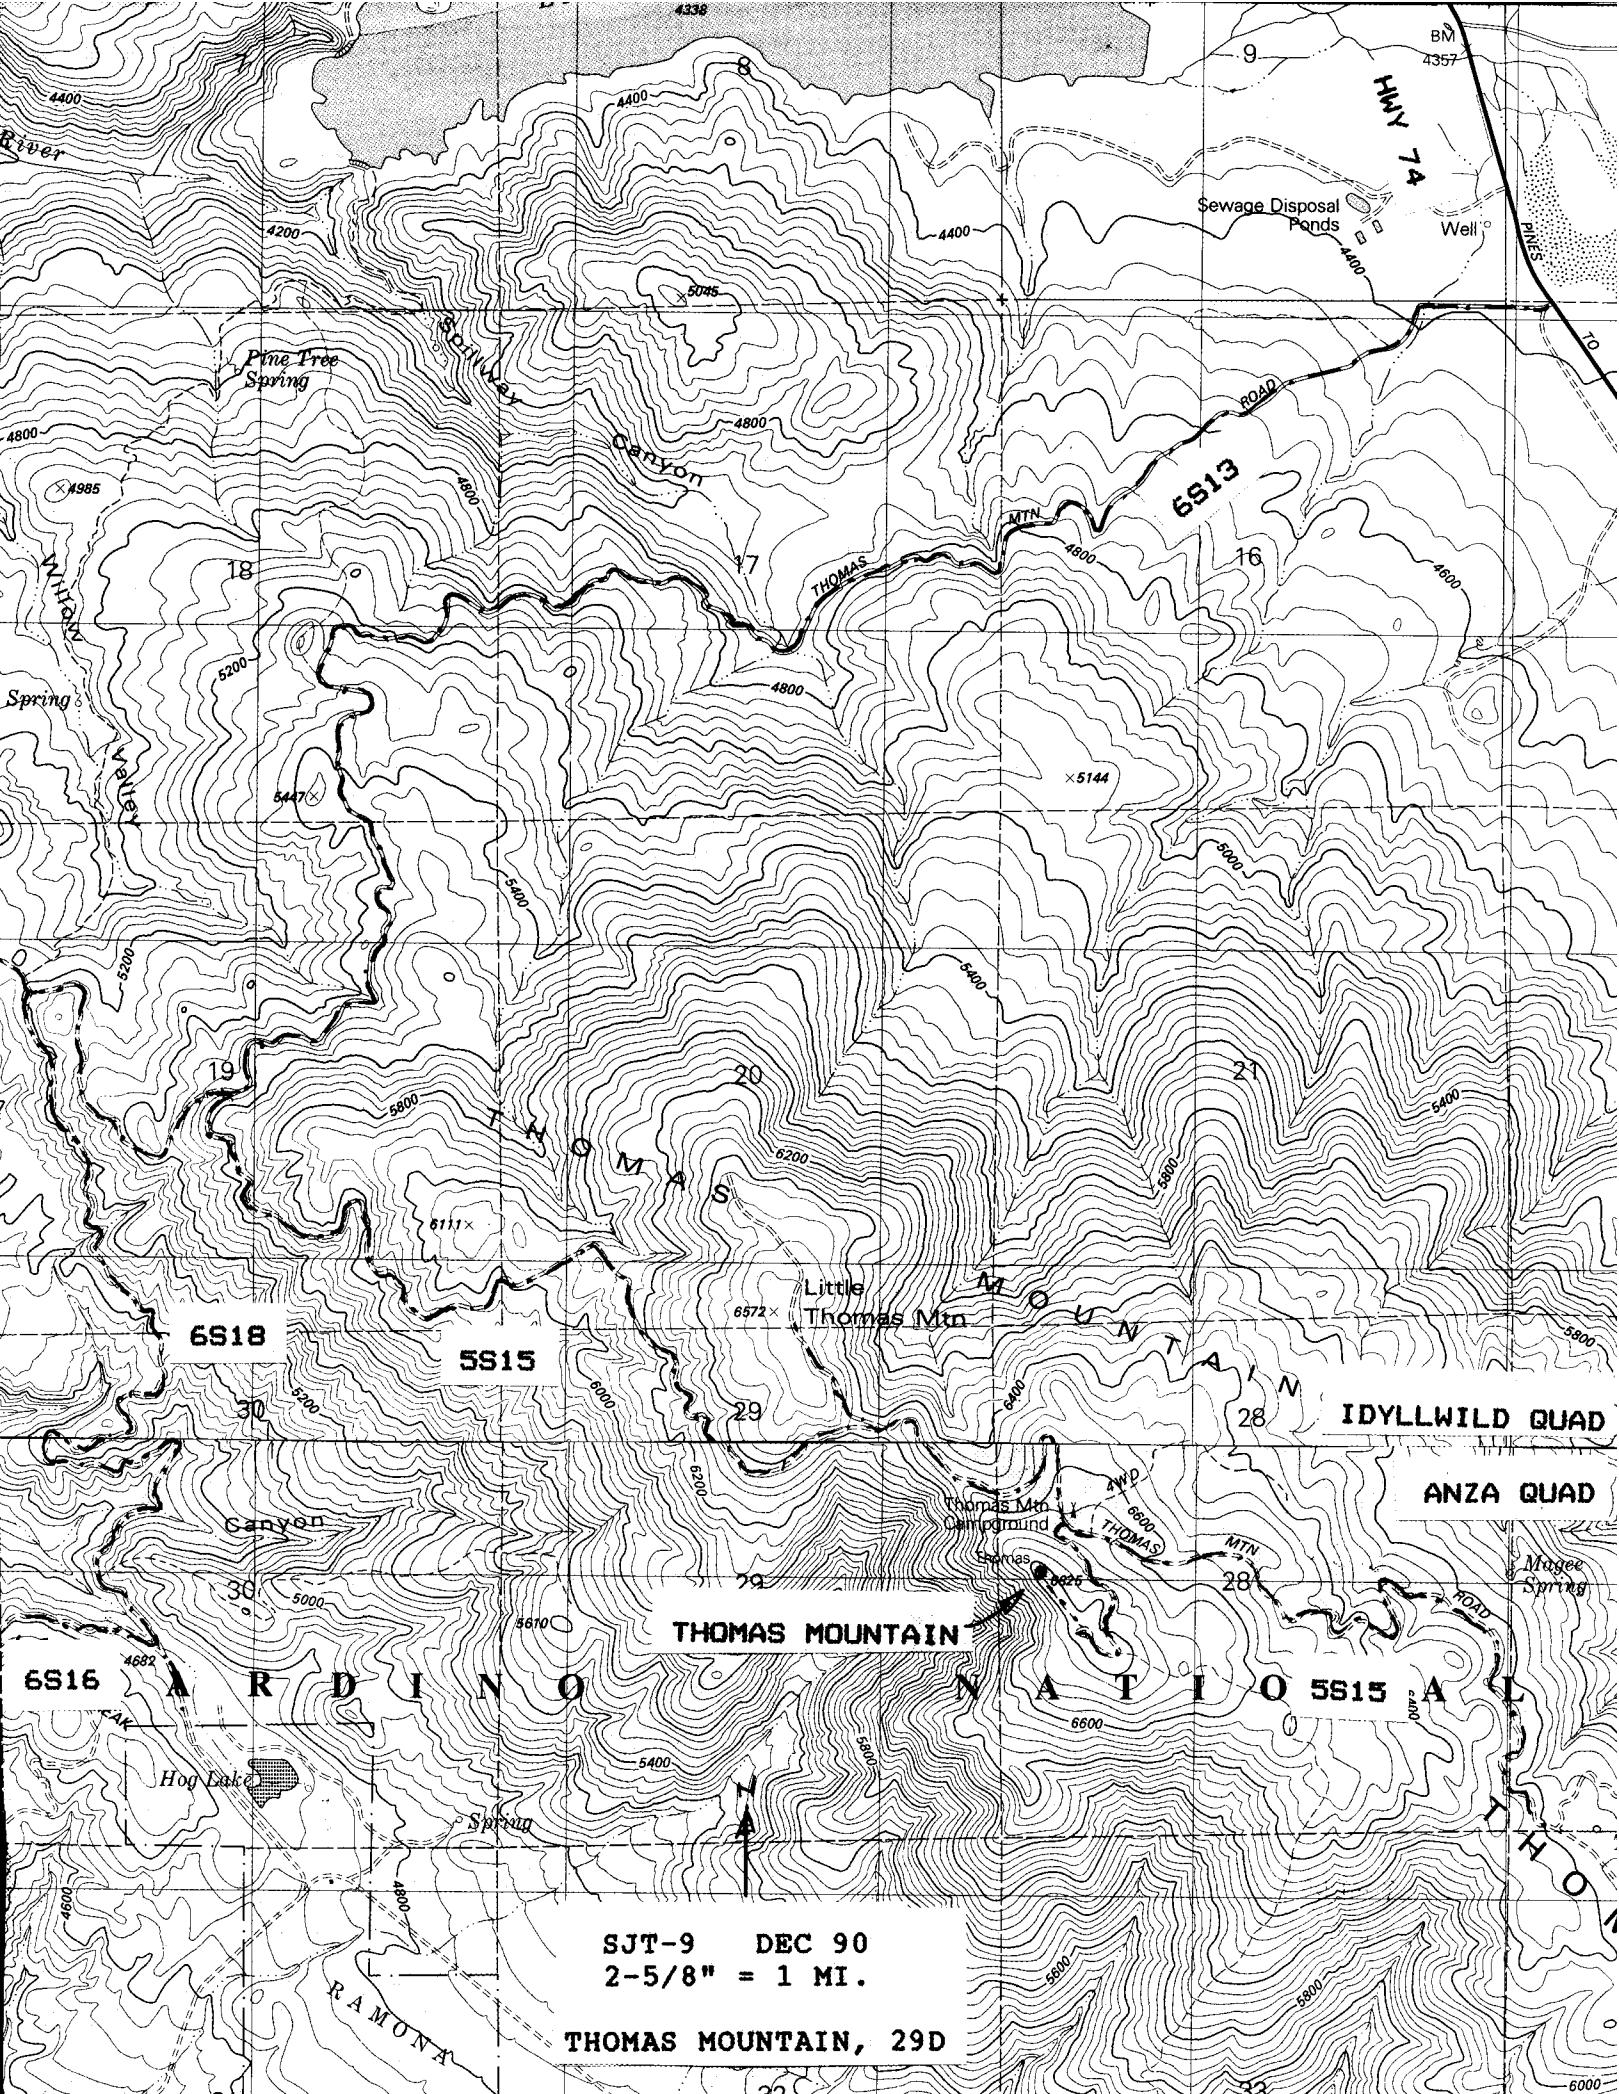 4338
8
9
BM
4357
HWY 74
4400
4400
River
Sewage Disposal
Ponds
Well
PINES
TO
4200
4400
4400
5045
Spillway
Canyon
Pine Tree
Spring
ROAD
4800
4800
4985
4800
6S13
MTN
4800
Willow
Valley
18
17
THOMAS
16
4600
5200
Spring
4800
5447
5144
5400
5000
5200
5400
19
20
21
5800
5400
THOMAS
6200
5800
6111
Little
Thomas Mtn
6572
MOUNTAIN
6S18
5S15
5800
5200
6000
6400
30
29
28
IDYLLWILD QUAD
6200
4WD
ANZA QUAD
Thomas Mtn
Campground
6600
THOMAS
MTN
ROAD
Canyon
Thomas
6825
Magee
Spring
30
29
28
5000
5610
THOMAS MOUNTAIN
4682
6S16
ARDINO NATIONAL
5S15
EAK
6600
5400
5800
Hog Lake
N
Spring
THOM
4600
4800
SJT-9 DEC 90
2-5/8" = 1 MI.
5600
5800
RAMONA
THOMAS MOUNTAIN, 29D
33
6000